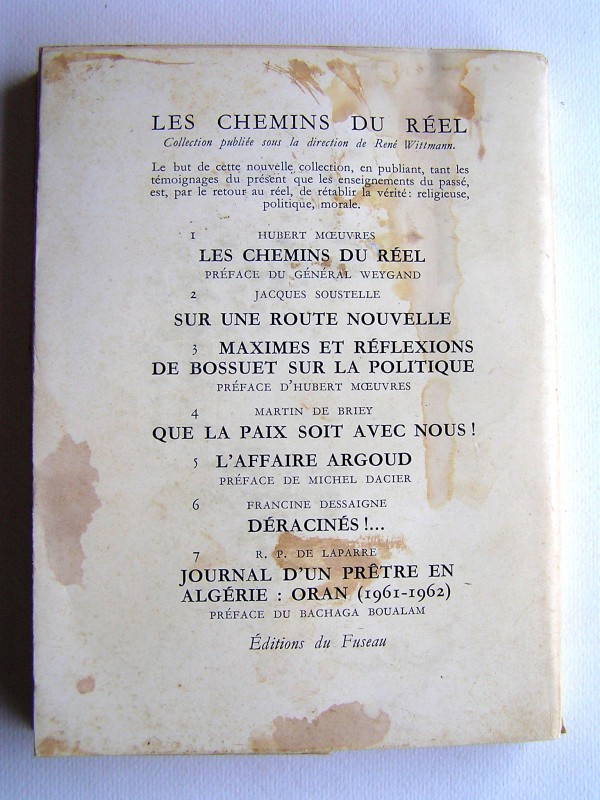 LES CHEMINS DU RÉEL
Collection publiée sous la direction de René Wittmann.
Le but de cette nouvelle collection, en publiant, tant les
témoignages du présent que les enseignements du passé,
est, par le retour au réel, de rétablir la vérité : religieuse,
politique, morale.
1 HUBERT MŒUVRES
LES CHEMINS DU RÉEL
PRÉFACE DU GÉNÉRAL WEYGAND
2 JACQUES SOUSTELLE
SUR UNE ROUTE NOUVELLE
3 MAXIMES ET RÉFLEXIONS
DE BOSSUET SUR LA POLITIQUE
PRÉFACE D'HUBERT MŒUVRES
4 MARTIN DE BRIEY
QUE LA PAIX SOIT AVEC NOUS !
5 L'AFFAIRE ARGOUD
PRÉFACE DE MICHEL DACIER
6 FRANCINE DESSAIGNE
DÉRACINÉS !...
7 R. P. DE LAPARRE
JOURNAL D'UN PRÊTRE EN
ALGÉRIE : ORAN (1961-1962)
PRÉFACE DU BACHAGA BOUALAM
Éditions du Fuseau